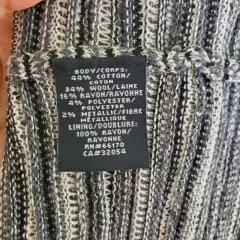 BODY/CORPS:
44% COTTON/
COTON
34% WOOL/LAINE
16% RAYON/RAYONNE
4% POLYESTER/
POLYESTER
2% METALLIC/FIBRE
METALLIQUE
LINING/DOUBLURE:
100% RAYON/
RAYONNE
RN#66170
CA#32054